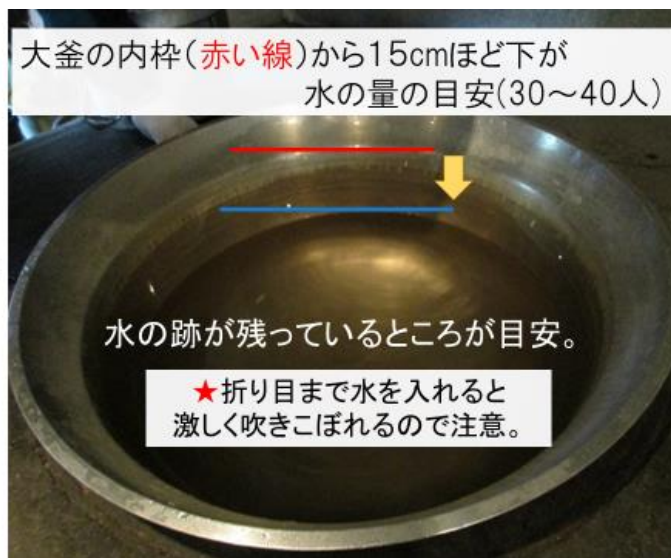 大釜の内枠(赤い線)から15cmほど下が
水の量の目安(30～40人)
水の跡が残っているところが目安。
★折り目まで水を入れると
激しく吹きこぼれるので注意。